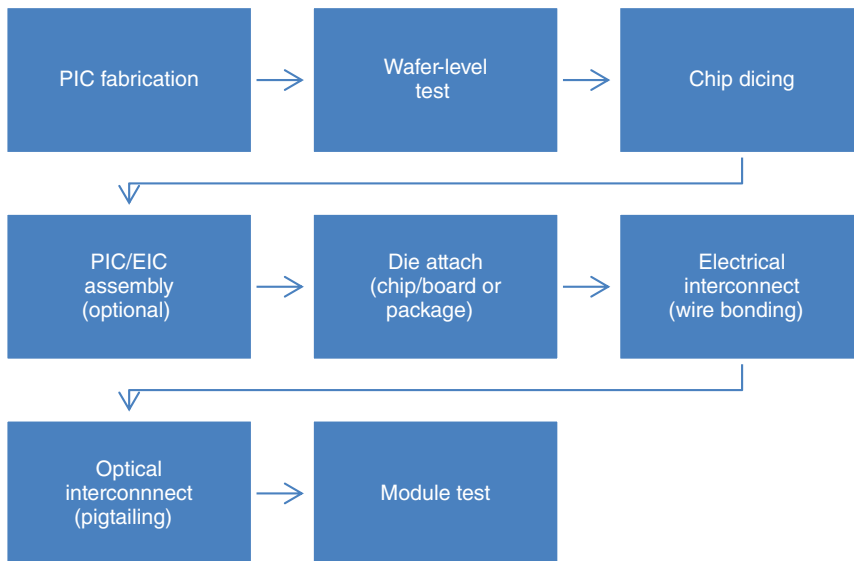 PIC fabrication
Wafer-level
test
Chip dicing
PIC/EIC
assembly
(optional)
Die attach
(chip/board or
package)
Electrical
interconnect
(wire bonding)
Optical
interconnnect
(pigtailing)
Module test